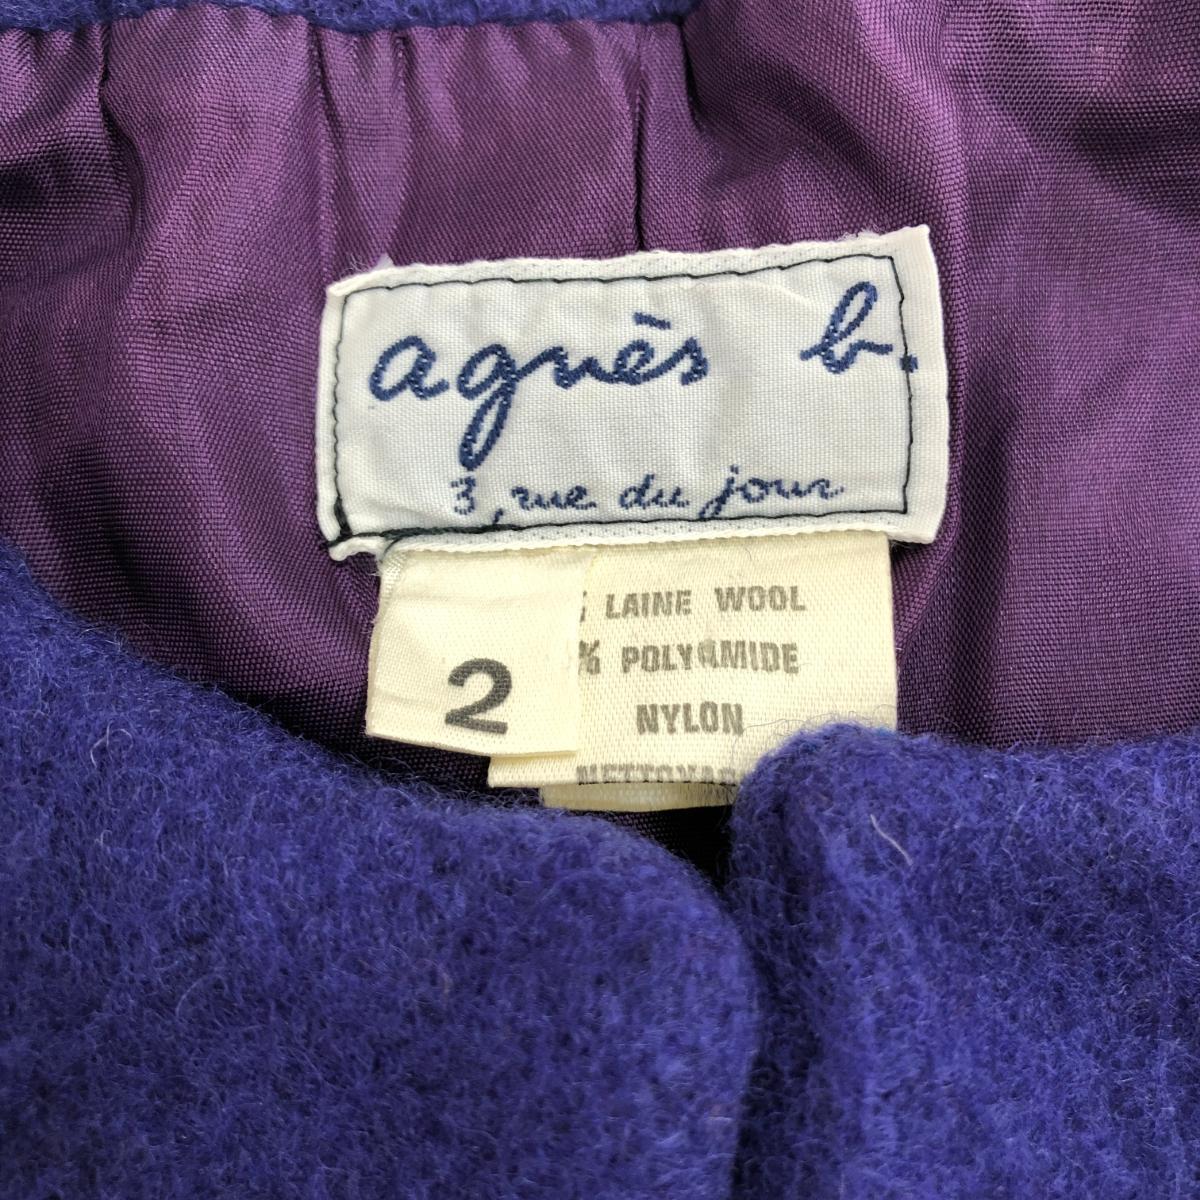 agnès b.
3, rue du jour
2
LAINE WOOL
% POLYAMIDE
NYLON